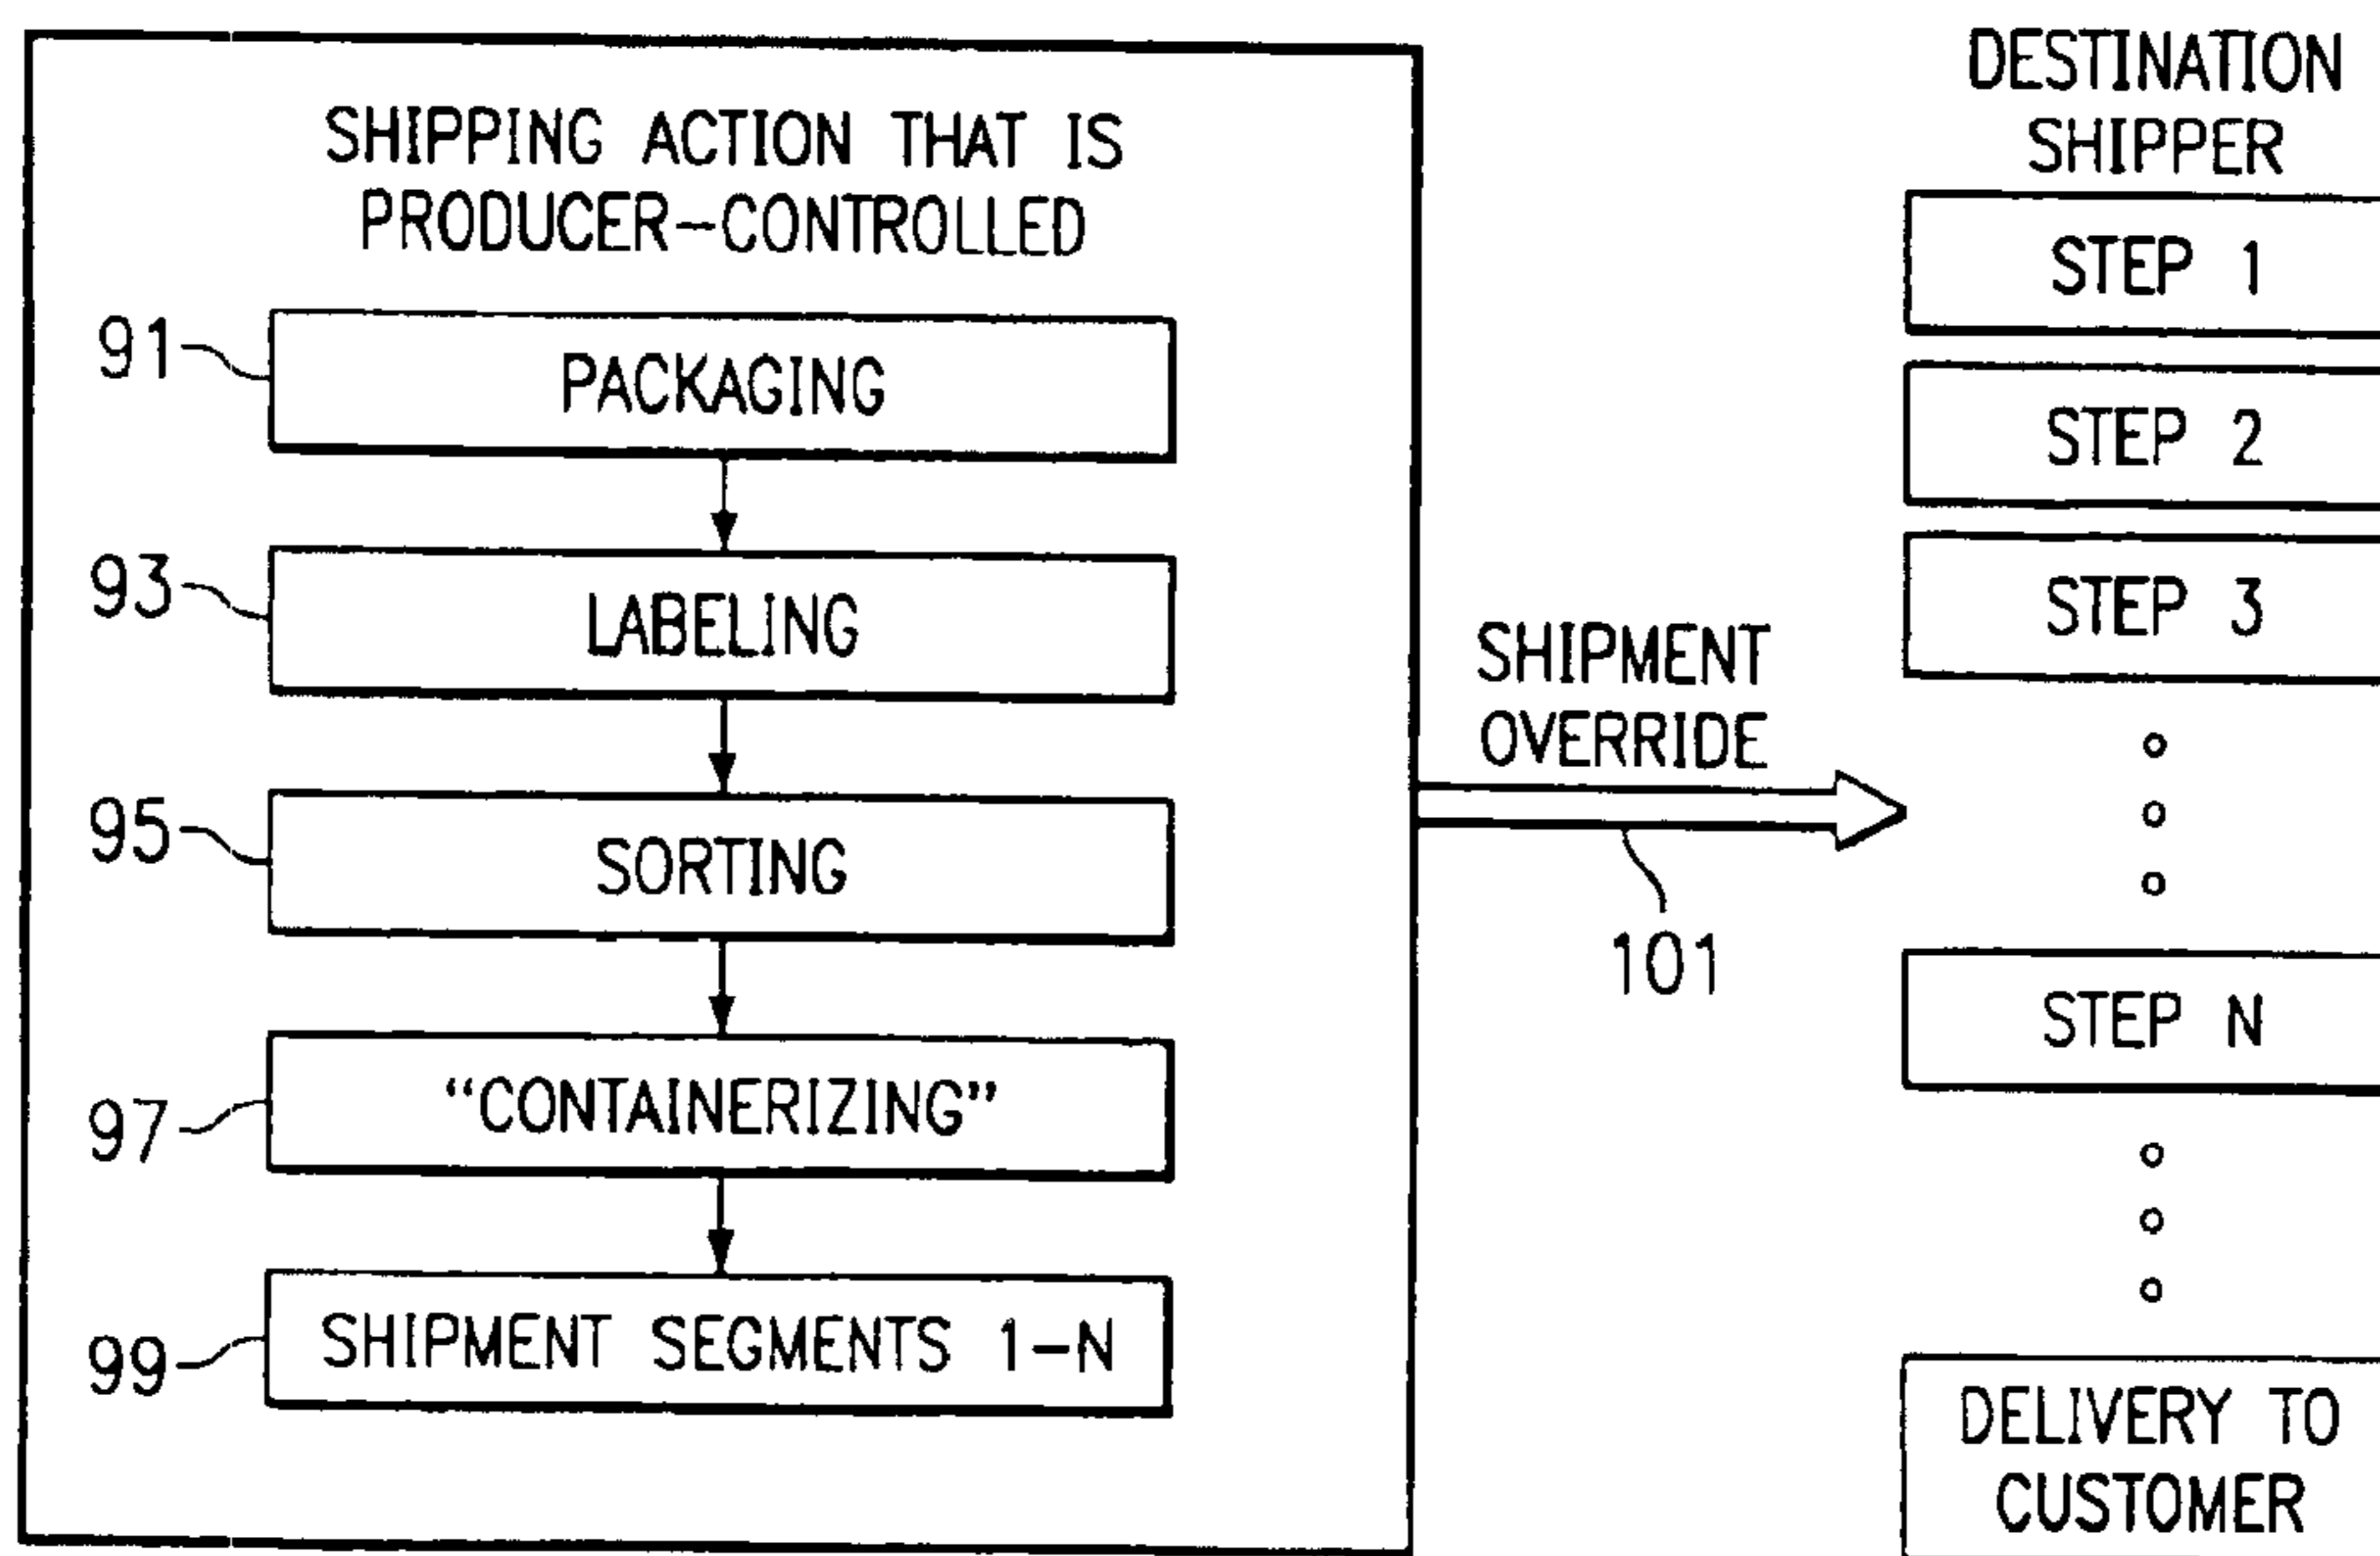 SHIPPING ACTION THAT IS
PRODUCER-CONTROLLED
91
PACKAGING
93
LABELING
95
SORTING
97
“CONTAINERIZING”
99
SHIPMENT SEGMENTS 1-N
SHIPMENT
OVERRIDE
101
DESTINATION
SHIPPER
STEP 1
STEP 2
STEP 3
STEP N
DELIVERY TO
CUSTOMER